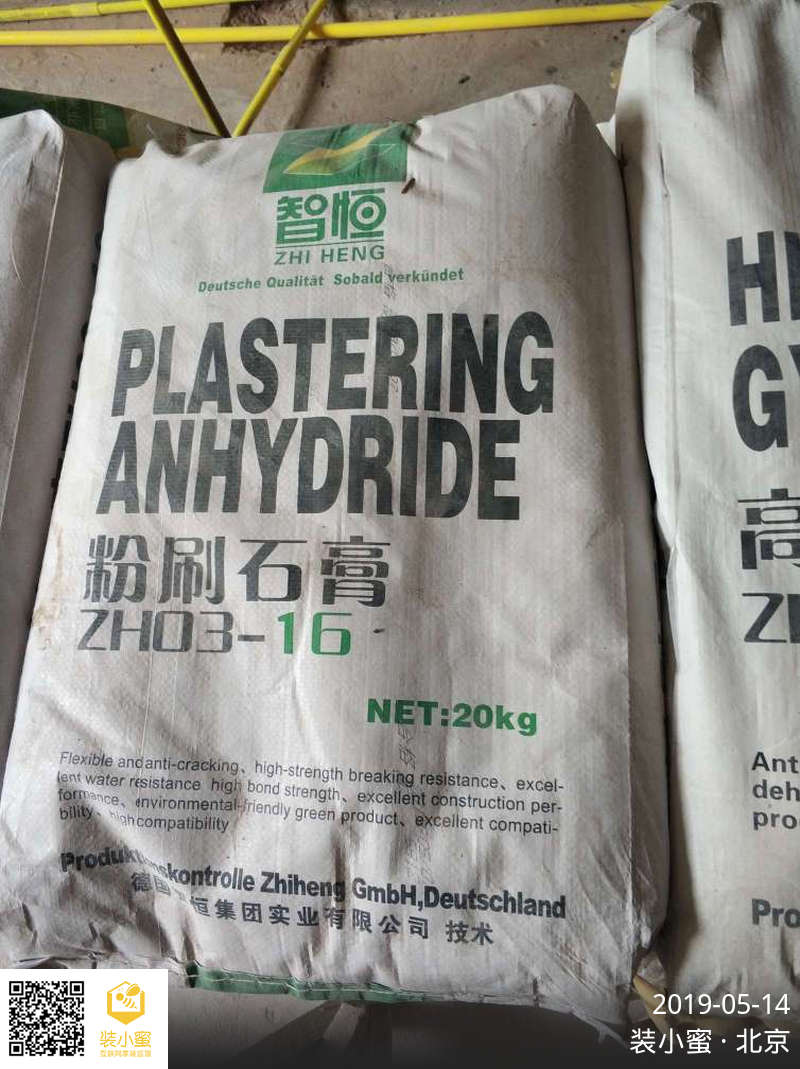 智恒
ZHI HENG
Deutsche Qualität Sobald verkündet
PLASTERING
ANHYDRIDE
粉刷石膏
ZH03-16
NET:20kg
Flexible and anti-cracking、high-strength breaking resistance、excel-
lent water resistance high bond strength、excellent construction per-
formance、environmental-friendly green product、excellent compati-
bility、high compatibility
Produktionskontrolle Zhiheng GmbH,Deutschland
德国智恒集团实业有限公司 技术
HI
GY
高
ZH
Ant
deh
pro
Pro
装小蜜
2019-05-14
装小蜜·北京